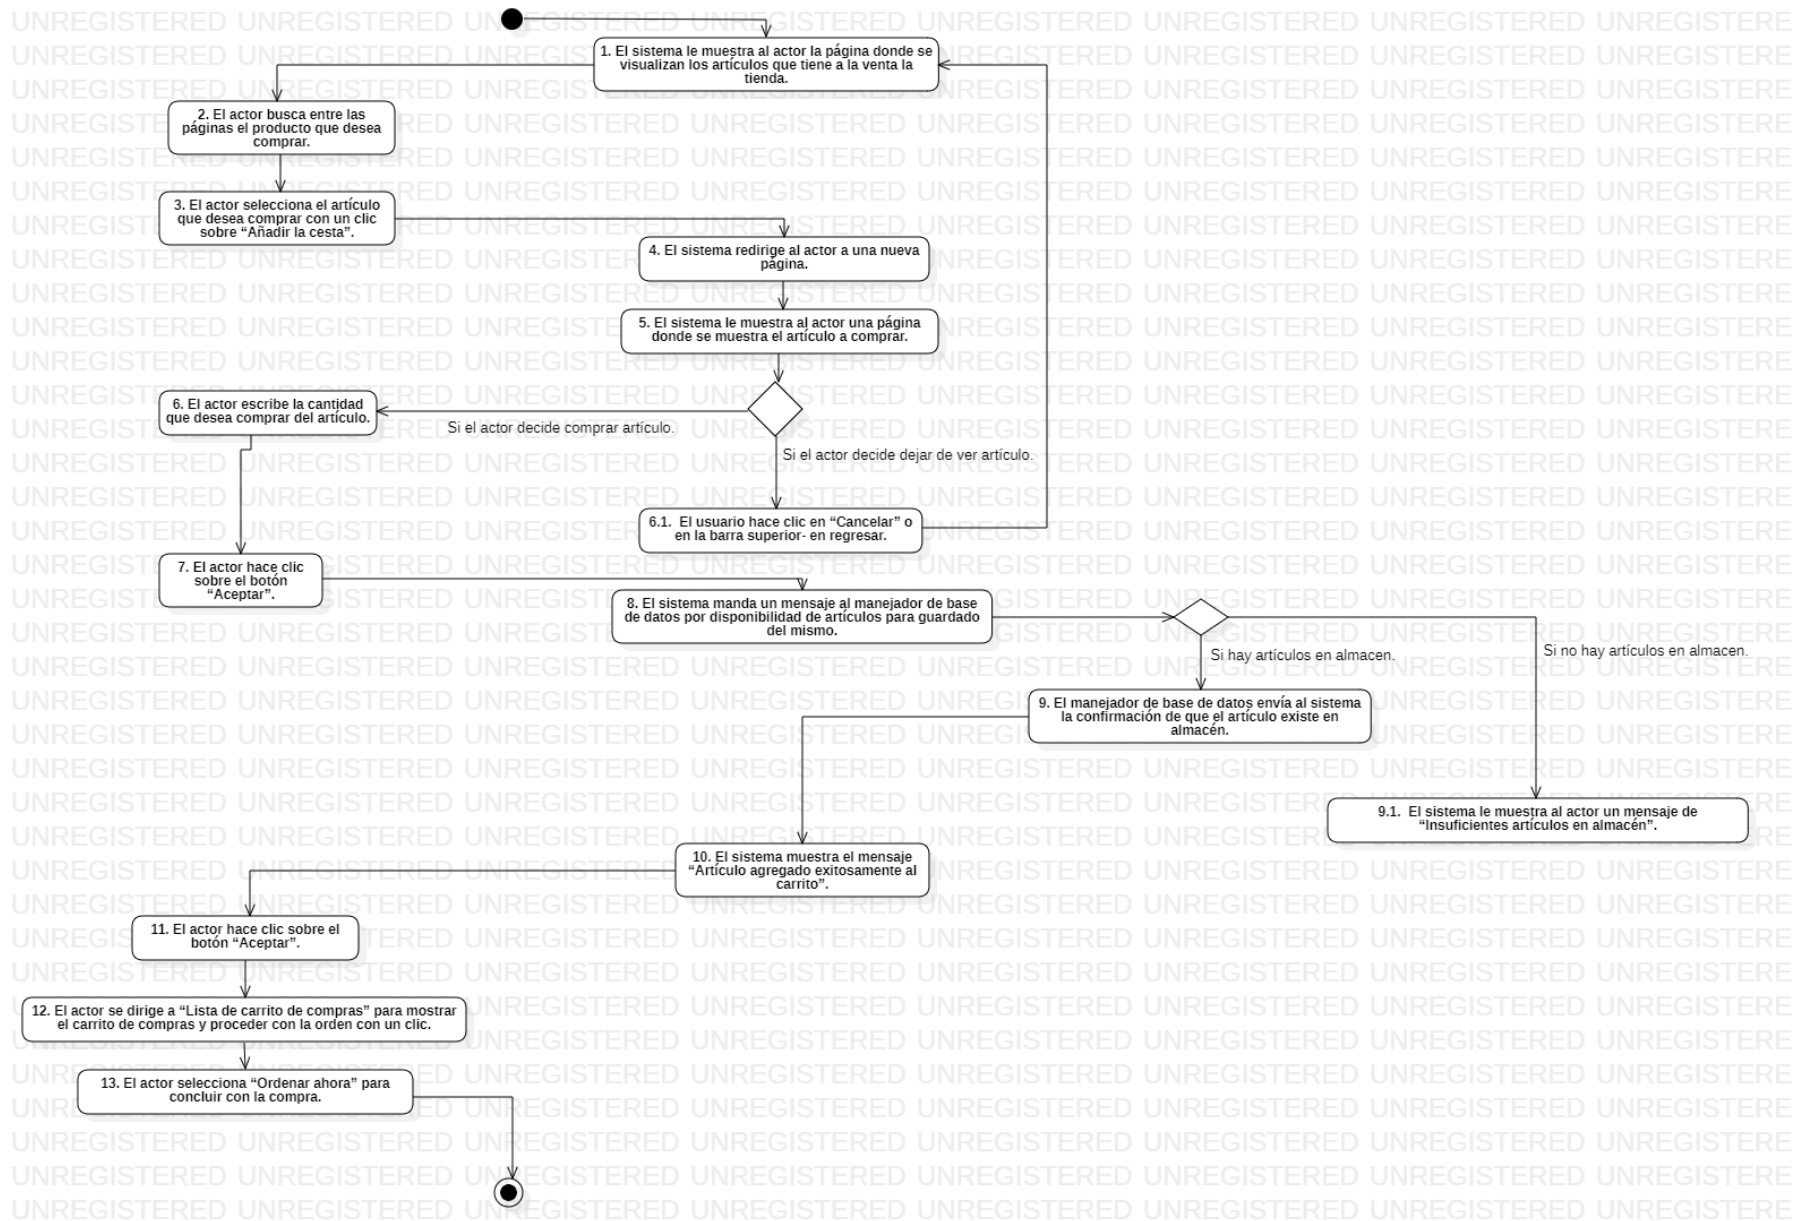 1. El sistema le muestra al actor la página donde se
visualizan los artículos que tiene a la venta la
tienda.
2. El actor busca entre las
páginas el producto que desea
comprar.
3. El actor selecciona el artículo
que desea comprar con un clic
sobre “Añadir la cesta”.
4. El sistema redirige al actor a una nueva
página.
5. El sistema le muestra al actor una página
donde se muestra el artículo a comprar.
6. El actor escribe la cantidad
que desea comprar del artículo.
Si el actor decide comprar artículo.
Si el actor decide dejar de ver artículo.
6.1.  El usuario hace clic en “Cancelar” o
en la barra superior- en regresar.
7. El actor hace clic
sobre el botón
“Aceptar”.
8. El sistema manda un mensaje al manejador de base
de datos por disponibilidad de artículos para guardado
del mismo.
Si hay artículos en almacen.
Si no hay artículos en almacen.
9. El manejador de base de datos envía al sistema
la confirmación de que el artículo existe en
almacén.
9.1.  El sistema le muestra al actor un mensaje de
“Insuficientes artículos en almacén”.
10. El sistema muestra el mensaje
“Artículo agregado exitosamente al
carrito”.
11. El actor hace clic sobre el
botón “Aceptar”.
12. El actor se dirige a “Lista de carrito de compras” para mostrar
el carrito de compras y proceder con la orden con un clic.
13. El actor selecciona “Ordenar ahora” para
concluir con la compra.
UNREGISTERED